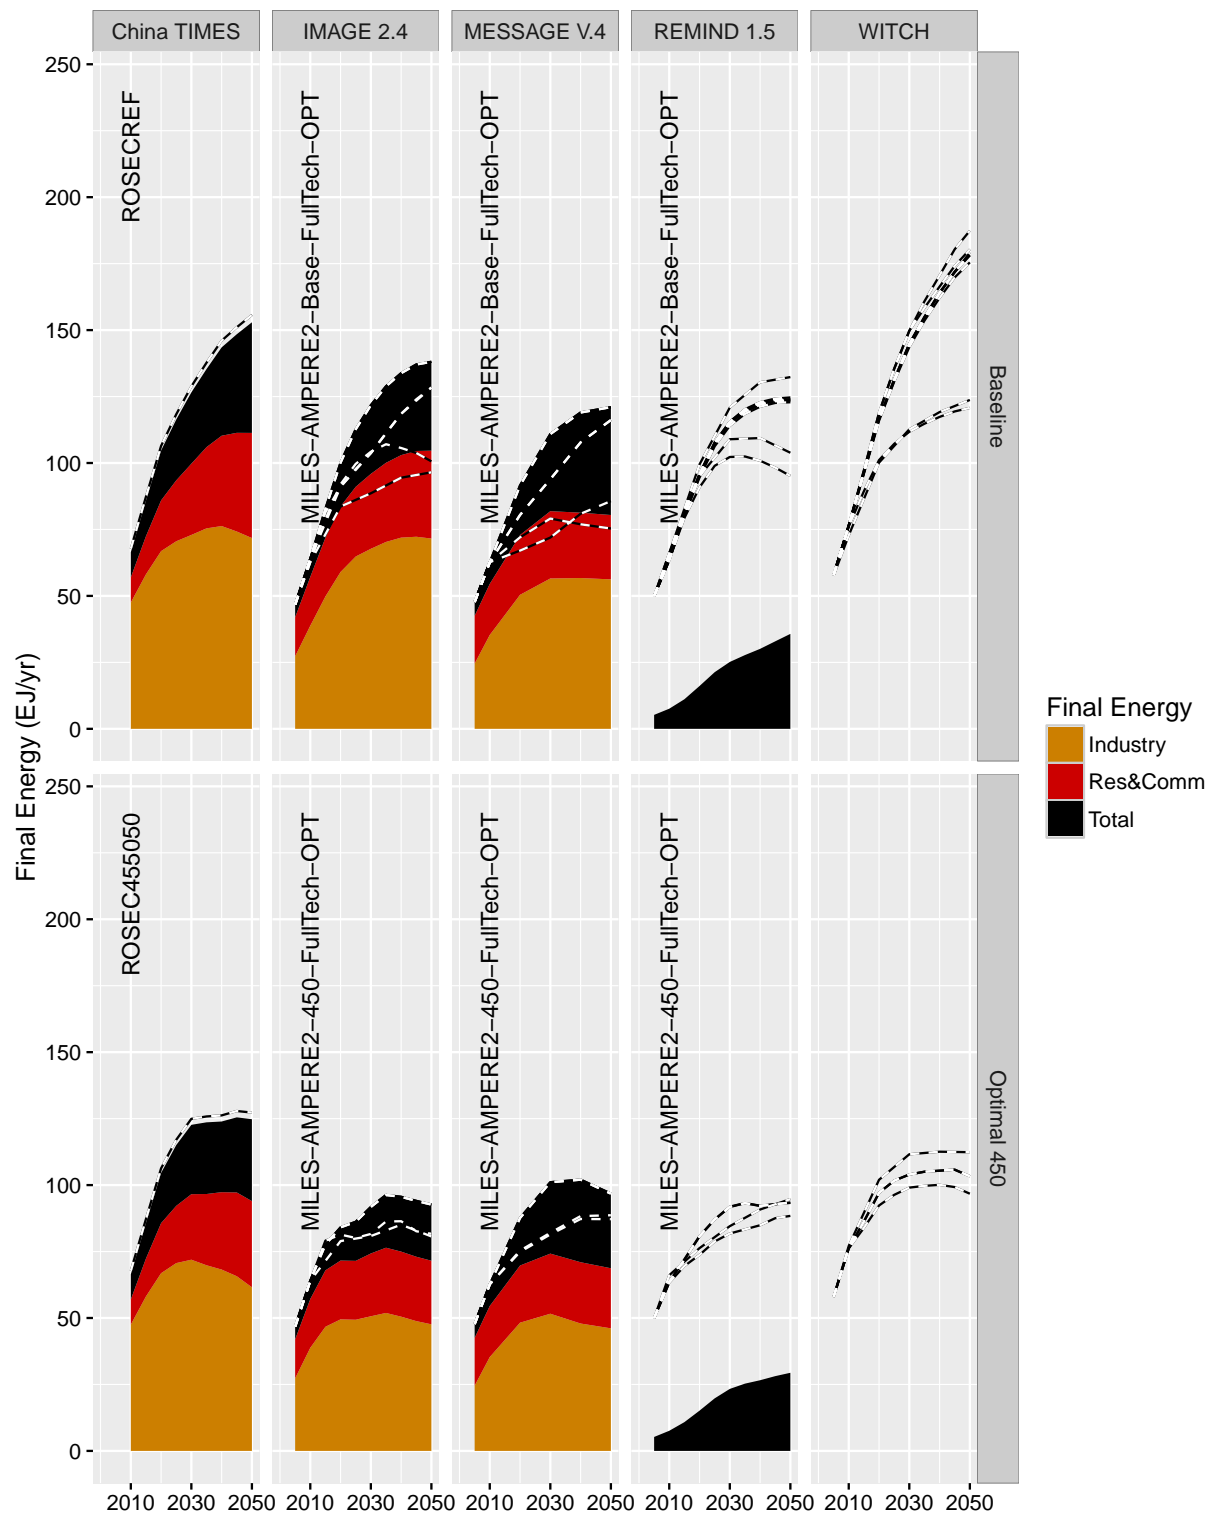 China TIMES
IMAGE 2.4
MESSAGE V.4
REMIND 1.5
WITCH
Final Energy (EJ/yr)
250
200
150
100
50
0
ROSECREF
MILES−AMPERE2−Base−FullTech−OPT
MILES−AMPERE2−Base−FullTech−OPT
MILES−AMPERE2−Base−FullTech−OPT
Baseline
250
200
150
100
50
0
ROSEC455050
MILES−AMPERE2−450−FullTech−OPT
MILES−AMPERE2−450−FullTech−OPT
MILES−AMPERE2−450−FullTech−OPT
Optimal 450
2010 2030 2050
2010 2030 2050
2010 2030 2050
2010 2030 2050
2010 2030 2050
Final Energy
Industry
Res&Comm
Total